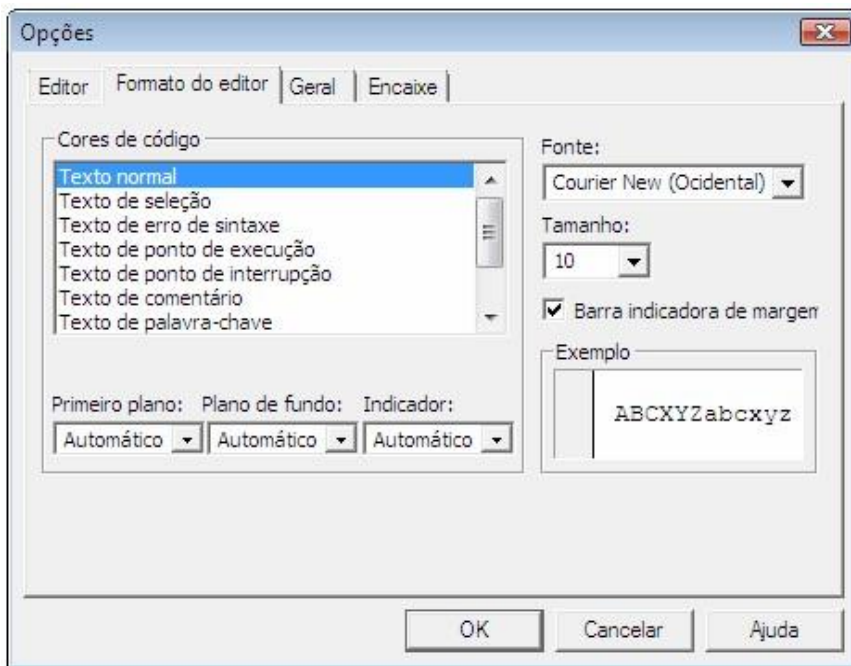 Opções
Editor Formato do editor Geral Encaixe
Cores de código
Texto normal
Texto de seleção
Texto de erro de sintaxe
Texto de ponto de execução
Texto de ponto de interrupção
Texto de comentário
Texto de palavra-chave
Primeiro plano: Plano de fundo: Indicador:
Automático Automático Automático
Fonte:
Courier New (Ocidental)
Tamanho:
10
Barra indicadora de margem
Exemplo
ABCXYZabcxyz
OK Cancelar Ajuda